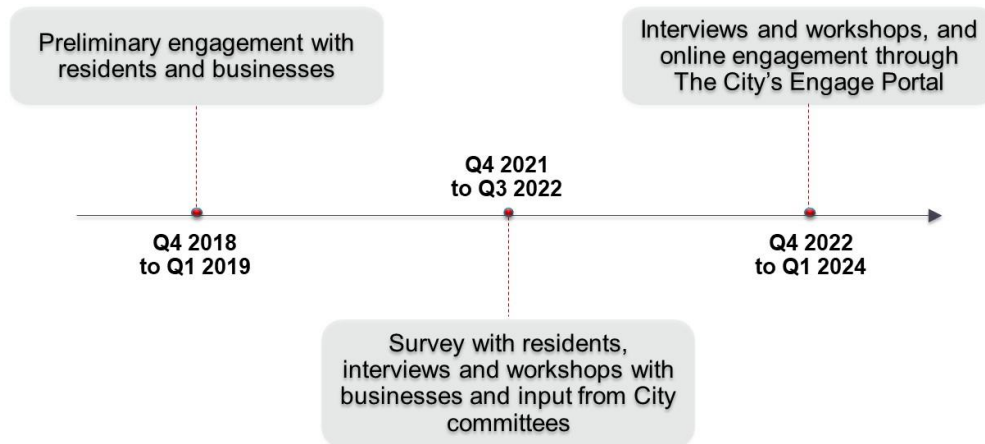 Preliminary engagement with
residents and businesses
Interviews and workshops, and
online engagement through
The City's Engage Portal
Q4 2021
to Q3 2022
Q4 2018
to Q1 2019
Q4 2022
to Q1 2024
Survey with residents,
interviews and workshops with
businesses and input from City
committees